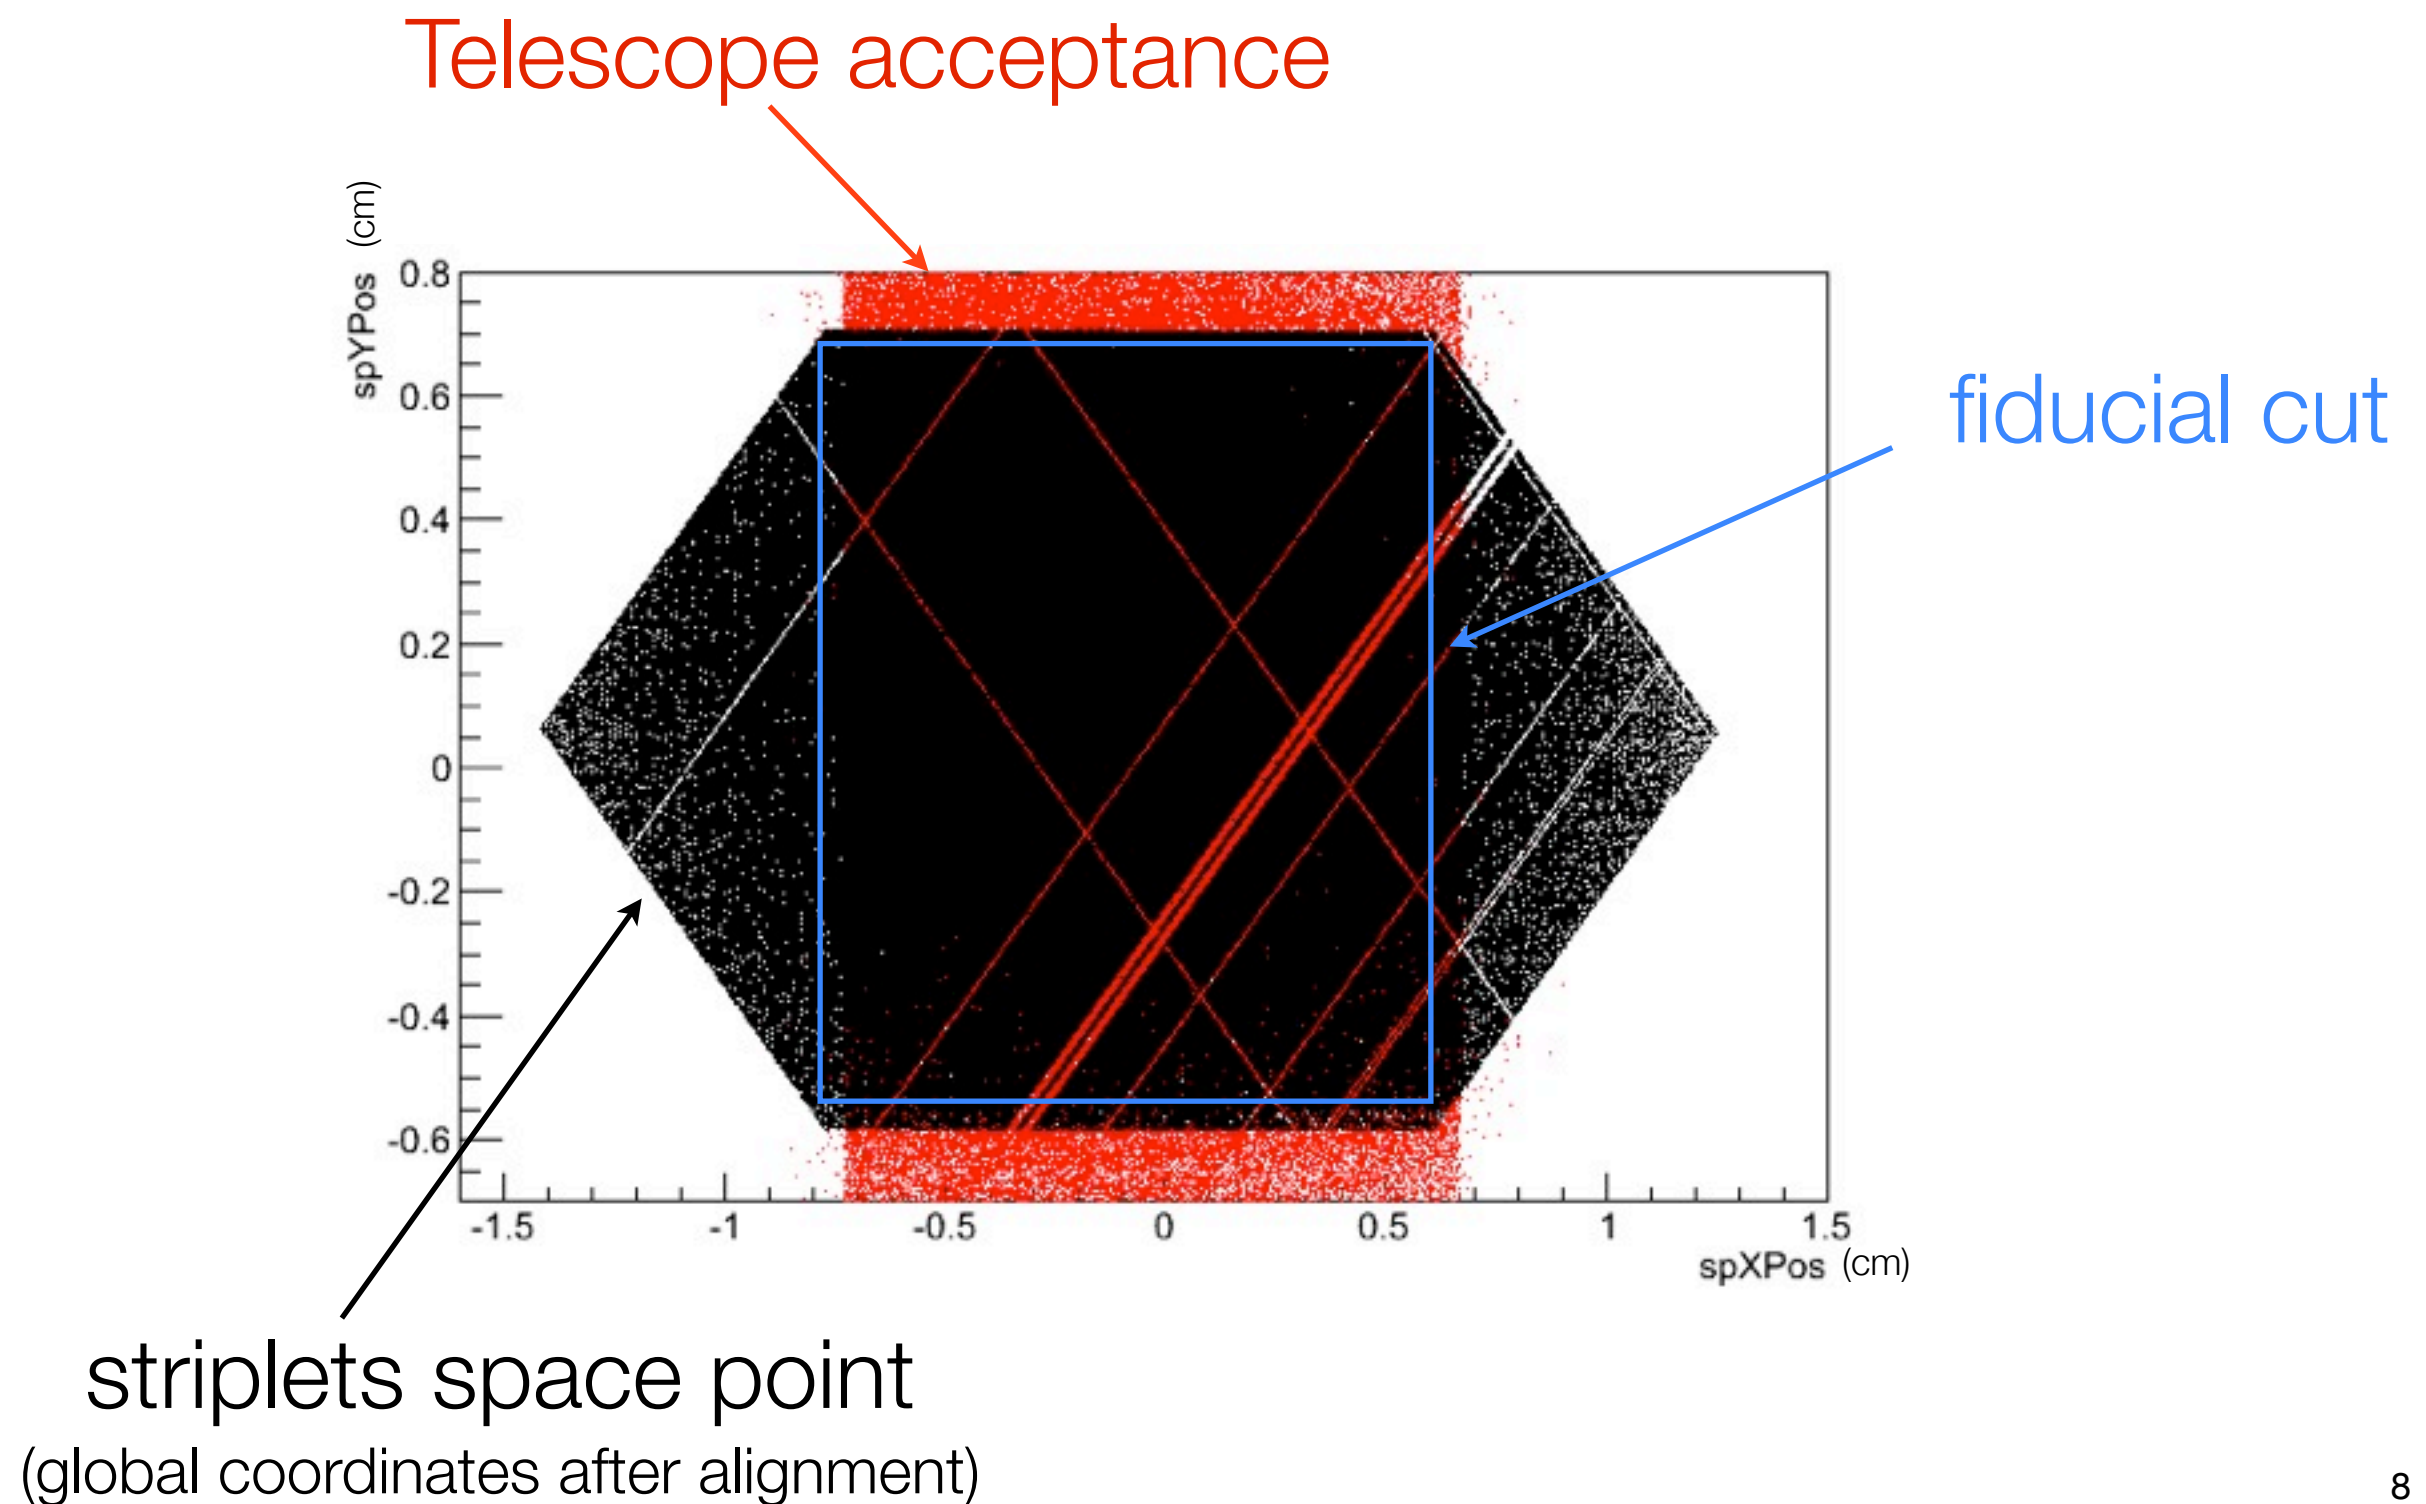 Telescope acceptance
spYPos (cm)
0.8
0.6
0.4
0.2
0
-0.2
-0.4
-0.6
fiducial cut
-1.5 -1 -0.5 0 0.5 1 1.5
spXPos (cm)
striplets space point
(global coordinates after alignment)
8